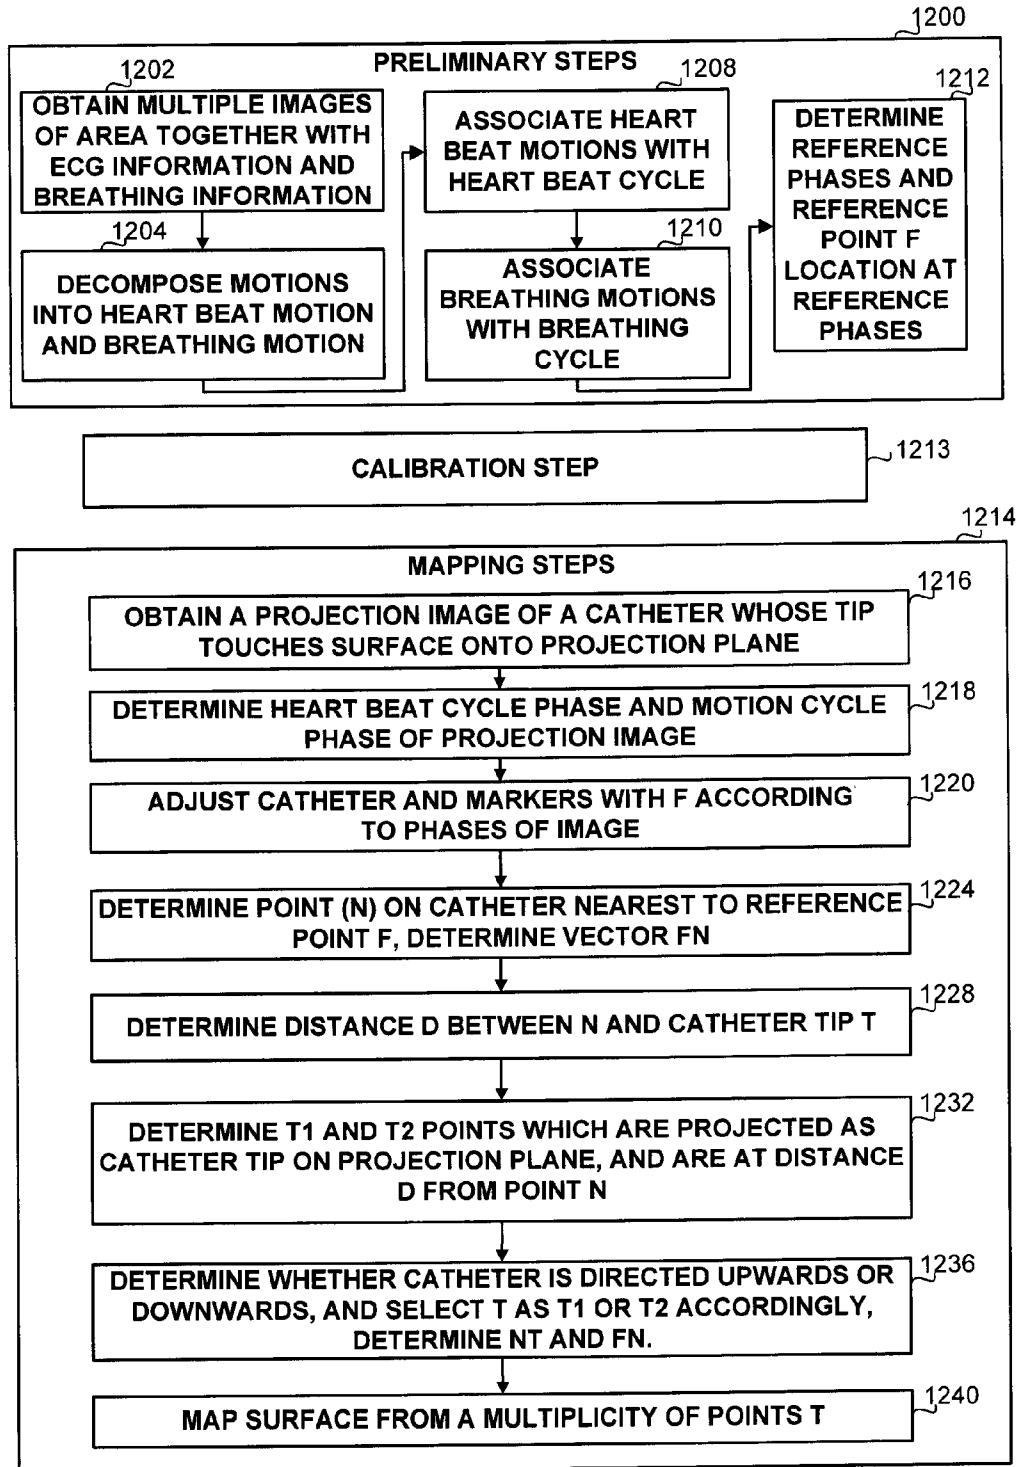 1200
PRELIMINARY STEPS
1202
OBTAIN MULTIPLE IMAGES
OF AREA TOGETHER WITH
ECG INFORMATION AND
BREATHING INFORMATION
1204
DECOMPOSE MOTIONS
INTO HEART BEAT MOTION
AND BREATHING MOTION
1208
ASSOCIATE HEART
BEAT MOTIONS WITH
HEART BEAT CYCLE
1210
ASSOCIATE
BREATHING MOTIONS
WITH BREATHING
CYCLE
1212
DETERMINE
REFERENCE
PHASES AND
REFERENCE
POINT F
LOCATION AT
REFERENCE
PHASES
CALIBRATION STEP
1213
1214
MAPPING STEPS
1216
OBTAIN A PROJECTION IMAGE OF A CATHETER WHOSE TIP
TOUCHES SURFACE ONTO PROJECTION PLANE
1218
DETERMINE HEART BEAT CYCLE PHASE AND MOTION CYCLE
PHASE OF PROJECTION IMAGE
1220
ADJUST CATHETER AND MARKERS WITH F ACCORDING
TO PHASES OF IMAGE
1224
DETERMINE POINT (N) ON CATHETER NEAREST TO REFERENCE
POINT F, DETERMINE VECTOR FN
1228
DETERMINE DISTANCE D BETWEEN N AND CATHETER TIP T
1232
DETERMINE T1 AND T2 POINTS WHICH ARE PROJECTED AS
CATHETER TIP ON PROJECTION PLANE, AND ARE AT DISTANCE
D FROM POINT N
1236
DETERMINE WHETHER CATHETER IS DIRECTED UPWARDS OR
DOWNWARDS, AND SELECT T AS T1 OR T2 ACCORDINGLY,
DETERMINE NT AND FN.
1240
MAP SURFACE FROM A MULTIPLICITY OF POINTS T